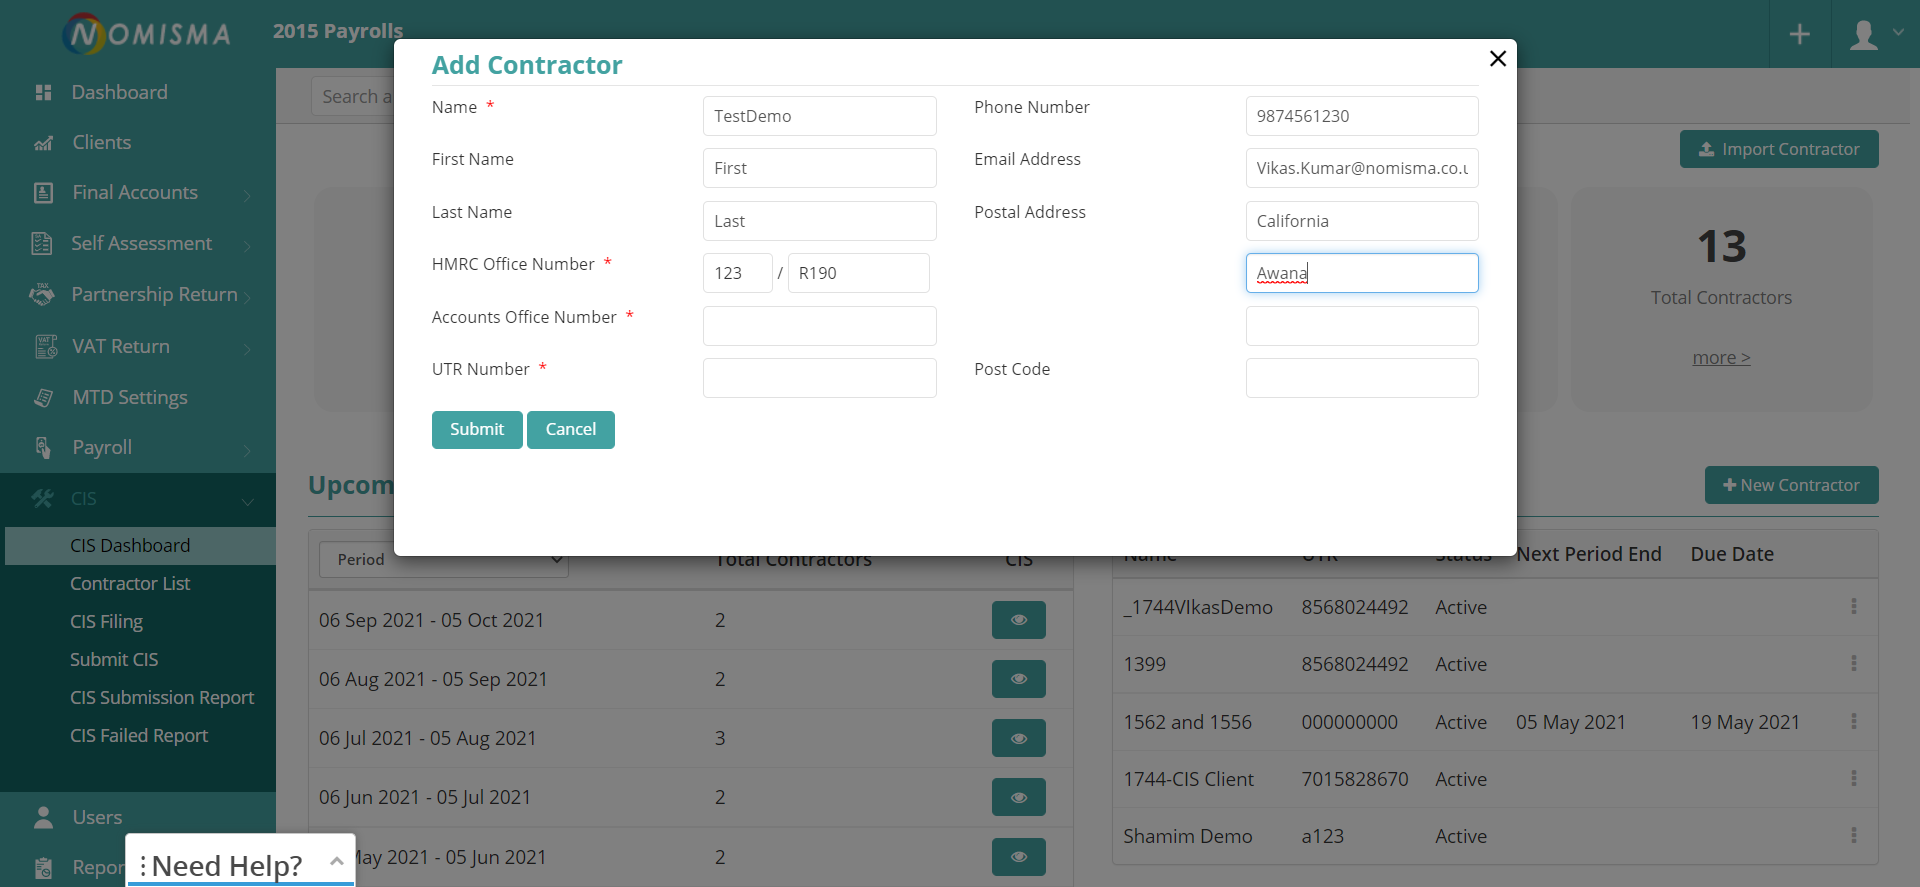 NOMISMA
2015 Payrolls
Dashboard
Clients
Final Accounts
Self Assessment
Partnership Return
VAT Return
MTD Settings
Payroll
CIS
CIS Dashboard
Contractor List
CIS Filing
Submit CIS
CIS Submission Report
CIS Failed Report
Users
Repor
Need Help?
Search a
Add Contractor
Name *
TestDemo
Phone Number
9874561230
First Name
First
Email Address
Vikas.Kumar@nomisma.co.u
Last Name
Last
Postal Address
California
HMRC Office Number *
123 / R190
Awana
Accounts Office Number *
UTR Number *
Post Code
Submit
Cancel
Import Contractor
13
Total Contractors
more >
Upcom
New Contractor
Period
Total Contractors
CIS
06 Sep 2021 - 05 Oct 2021 2
06 Aug 2021 - 05 Sep 2021 2
06 Jul 2021 - 05 Aug 2021 3
06 Jun 2021 - 05 Jul 2021 2
May 2021 - 05 Jun 2021 2
Name UTR Status Next Period End Due Date
_1744VIkasDemo 8568024492 Active
1399 8568024492 Active
1562 and 1556 000000000 Active 05 May 2021 19 May 2021
1744-CIS Client 7015828670 Active
Shamim Demo a123 Active